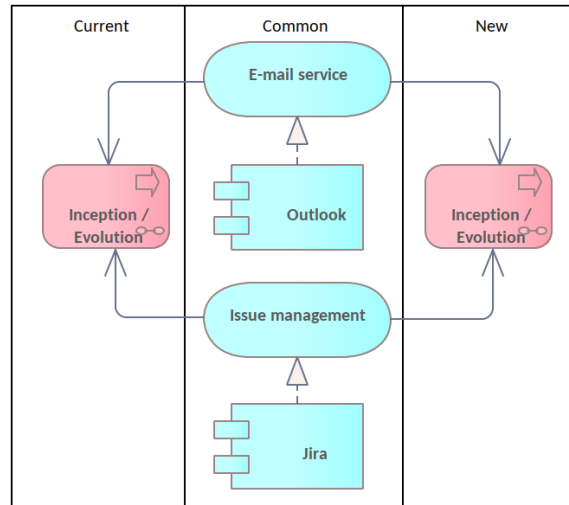 Current
Common
New
E-mail service
Inception /
Evolution
Outlook
Inception /
Evolution
Issue management
Jira